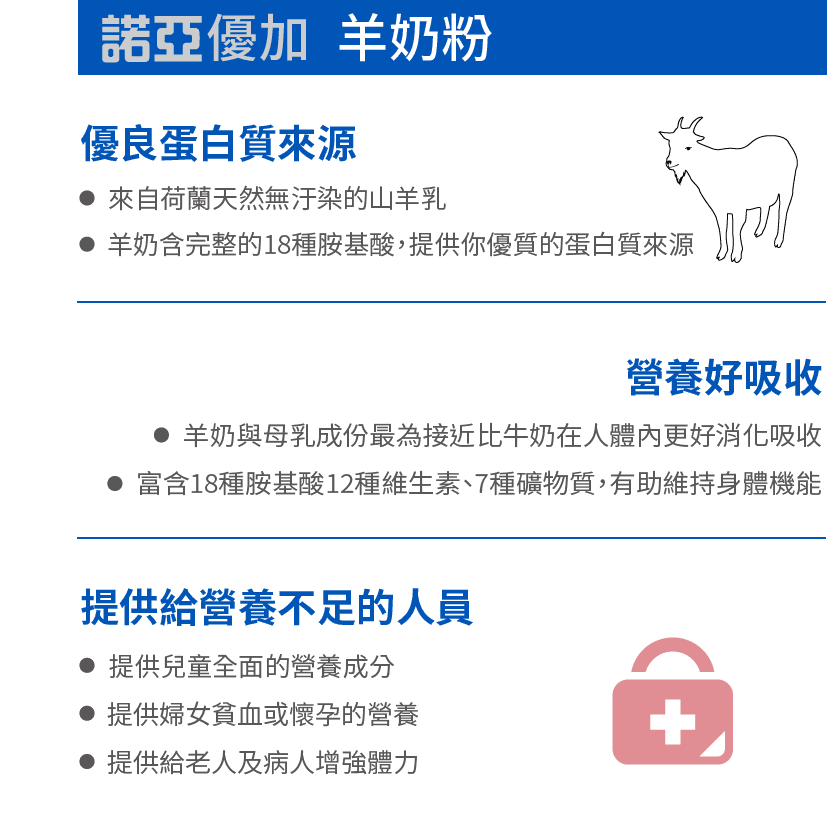 諾亞優加 羊奶粉
優良蛋白質來源
● 來自荷蘭天然無汙染的山羊乳
● 羊奶含完整的18種胺基酸，提供你優質的蛋白質來源
營養好吸收
● 羊奶與母乳成份最為接近比牛奶在人體內更好消化吸收
● 富含18種胺基酸12種維生素、7種礦物質，有助維持身體機能
提供給營養不足的人員
● 提供兒童全面的營養成分
● 提供婦女貧血或懷孕的營養
● 提供給老人及病人增強體力